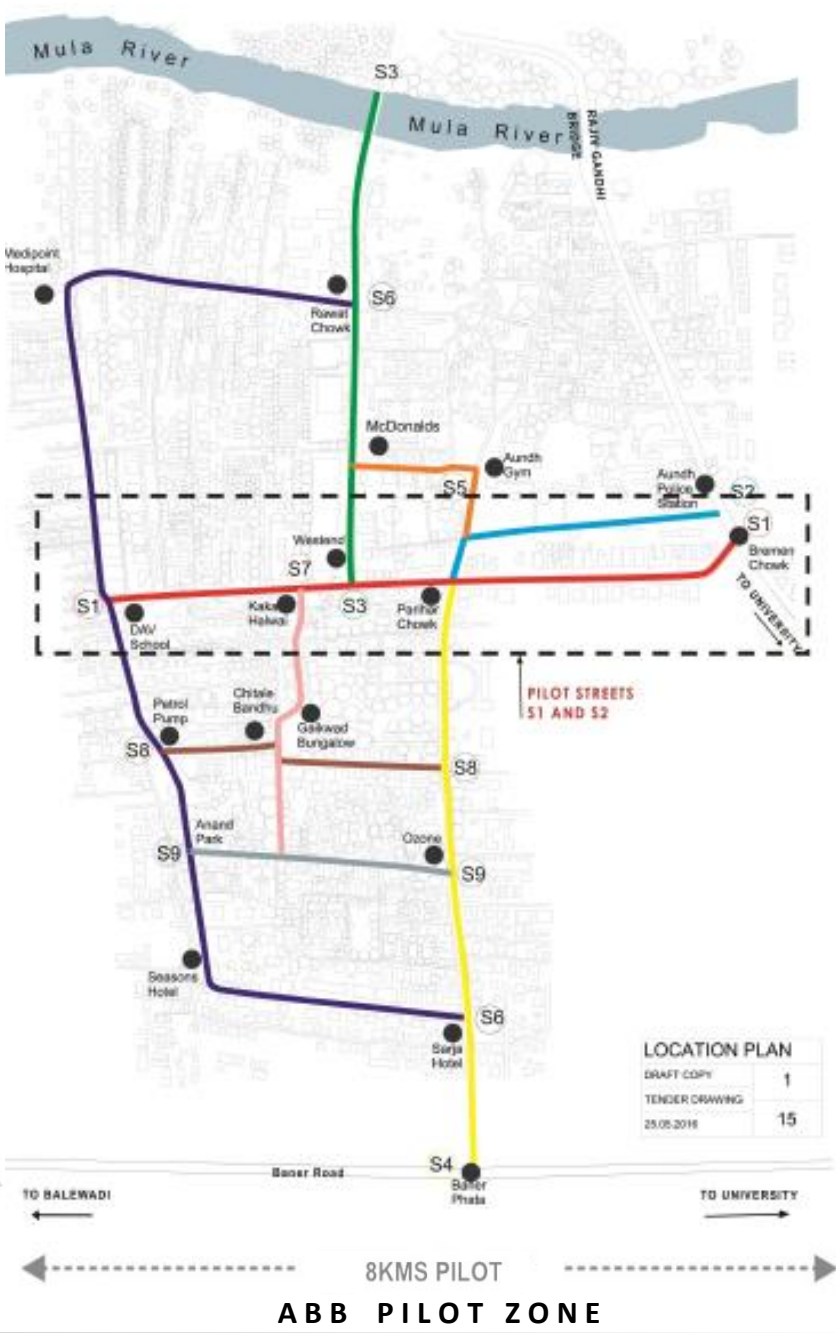 Mula River
S3
Mula River
RAJIV GANDHI
BRIDGE
Medipoint
Hospital
S6
Rawat
Chowk
McDonalds
Aundh
Gym
S5
Aundh
Police
Station
S2
S1
Bremen
Chowk
Westend
S7
S1
DAV
School
Kaka
Halwai
S3
Parihar
Chowk
TO UNIVERSITY
PILOT STREETS
S1 AND S2
Petrol
Pump
Chitale
Bandhu
Gaikwad
Bungalow
S8
S8
Anand
Park
Ozone
S9
S9
Seasons
Hotel
S6
Sarja
Hotel
LOCATION PLAN
DRAFT COPY
1
TENDER DRAWING
25.05.2016
15
S4
Baner Road
Baner
Phata
TO BALEWADI
TO UNIVERSITY
8KMS PILOT
ABB PILOT ZONE